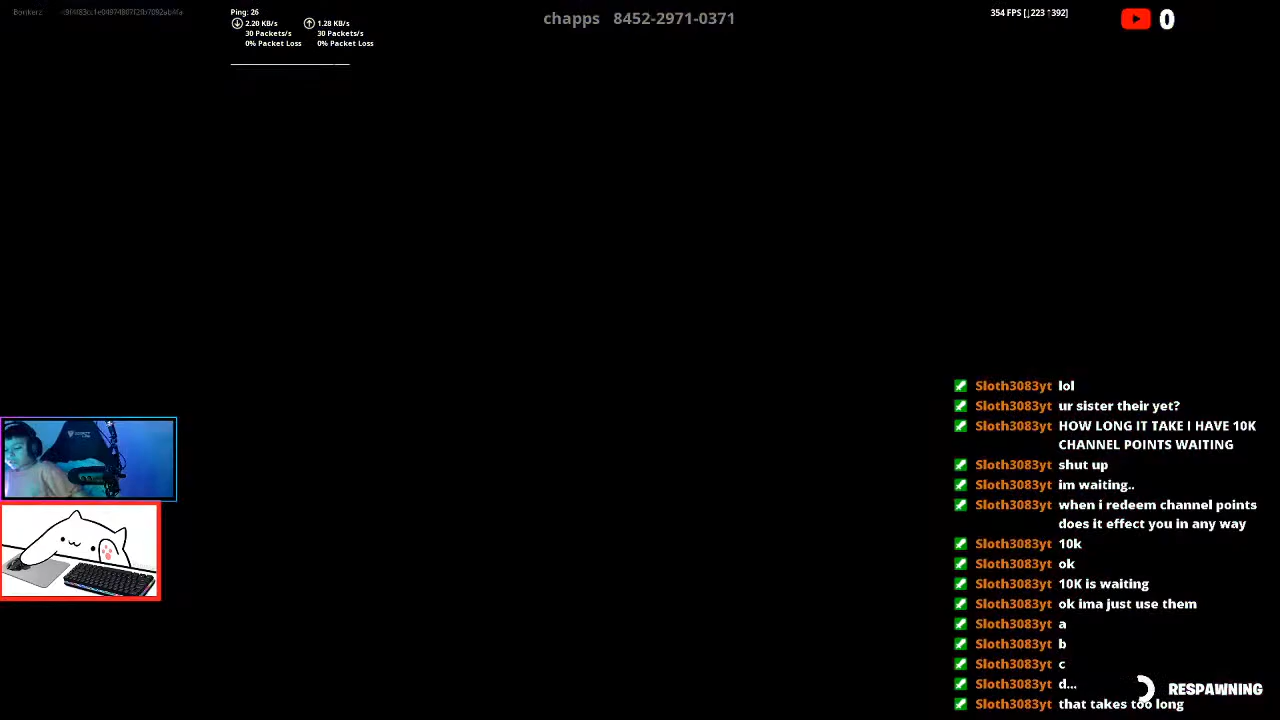 Bonkerz
Ping: 26
2.20 KB/s 1.28 KB/s
30 Packets/s 30 Packets/s
0% Packet Loss 0% Packet Loss
chapps 8452-2971-0371
354 FPS [↓223 ↑392]
0
Sloth3083yt lol
Sloth3083yt ur sister their yet?
Sloth3083yt HOW LONG IT TAKE I HAVE 10K
CHANNEL POINTS WAITING
Sloth3083yt shut up
Sloth3083yt im waiting..
Sloth3083yt when i redeem channel points
does it effect you in any way
Sloth3083yt 10k
Sloth3083yt ok
Sloth3083yt 10K is waiting
Sloth3083yt ok ima just use them
Sloth3083yt a
Sloth3083yt b
Sloth3083yt c
Sloth3083yt d...
Sloth3083yt that takes too long
RESPAWNING